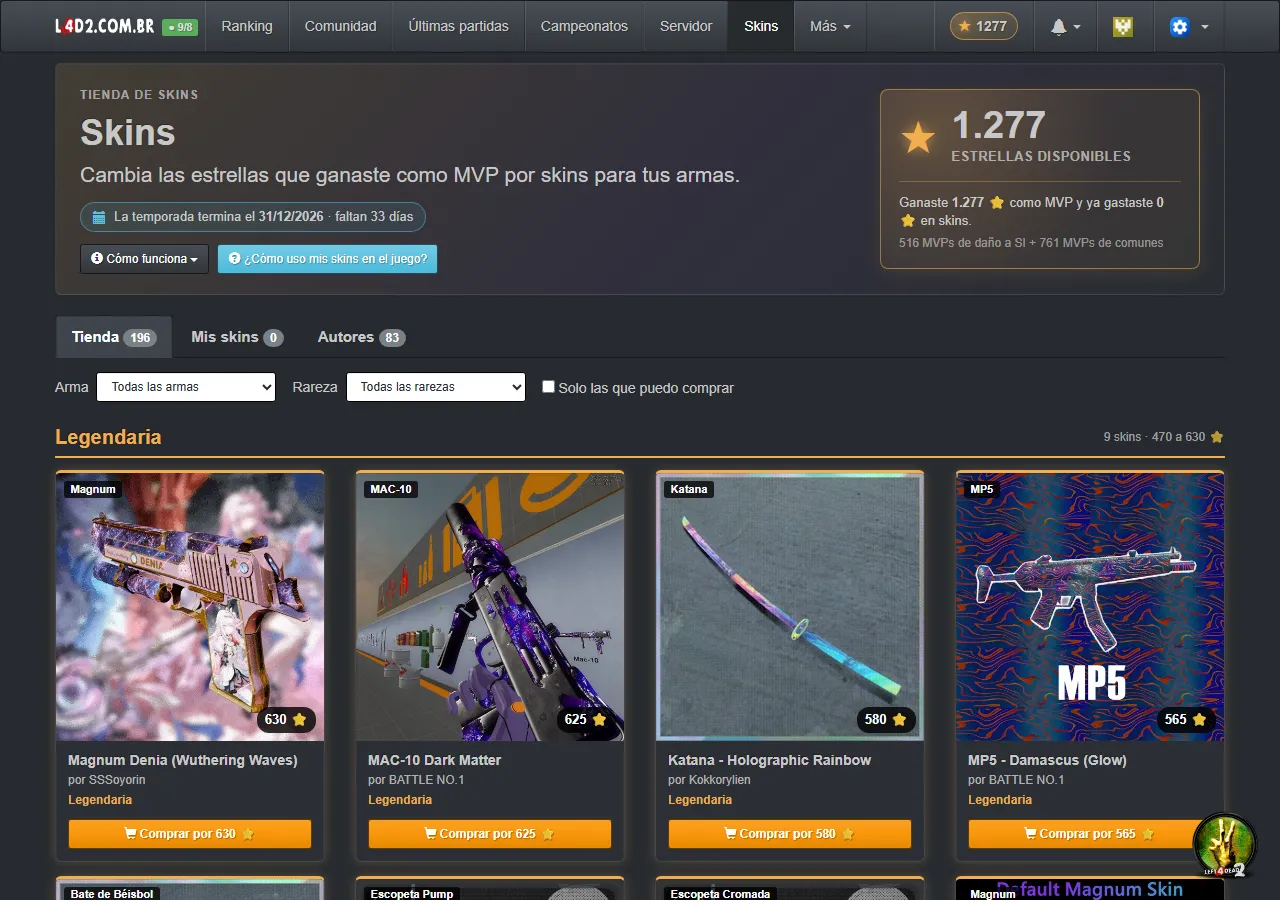 L4D2.COM.BR
9/8
Ranking
Comunidad
Últimas partidas
Campeonatos
Servidor
Skins
Más
1277
TIENDA DE SKINS
Skins
Cambia las estrellas que ganaste como MVP por skins para tus armas.
La temporada termina el 31/12/2026 · faltan 33 días
Cómo funciona
¿Cómo uso mis skins en el juego?
1.277
ESTRELLAS DISPONIBLES
Ganaste 1.277 como MVP y ya gastaste 0
en skins.
516 MVPs de daño a SI + 761 MVPs de comunes
Tienda 196
Mis skins 0
Autores 83
Arma
Todas las armas
Rareza
Todas las rarezas
Solo las que puedo comprar
Legendaria
9 skins · 470 a 630
Magnum
DENIA
630
Magnum Denia (Wuthering Waves)
por SSSoyorin
Legendaria
Comprar por 630
MAC-10
Mac-10
625
MAC-10 Dark Matter
por BATTLE NO.1
Legendaria
Comprar por 625
Katana
580
Katana - Holographic Rainbow
por Kokkorylien
Legendaria
Comprar por 580
MP5
MP5
565
MP5 - Damascus (Glow)
por BATTLE NO.1
Legendaria
Comprar por 565
LEFT 4 DEAD 2
Bate de Béisbol
Escopeta Pump
Escopeta Cromada
Magnum
Default Magnum Skin